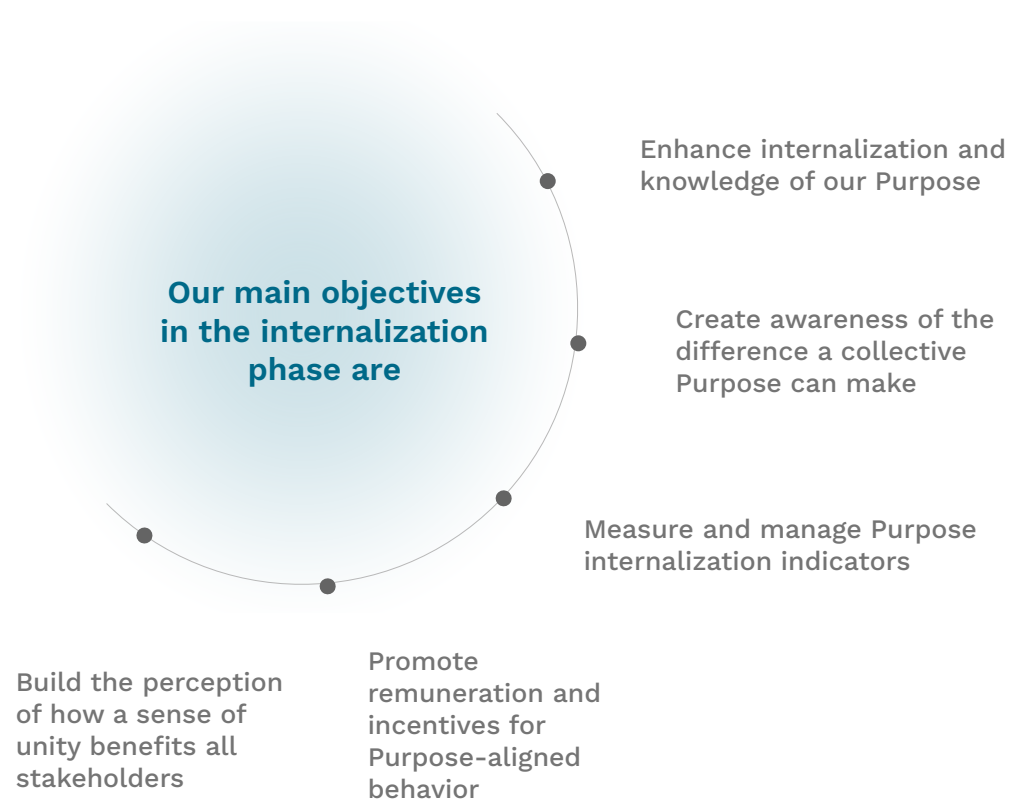 Our main objectives
in the internalization
phase are
Enhance internalization and
knowledge of our Purpose
Create awareness of the
difference a collective
Purpose can make
Measure and manage Purpose
internalization indicators
Promote
remuneration and
incentives for
Purpose-aligned
behavior
Build the perception
of how a sense of
unity benefits all
stakeholders